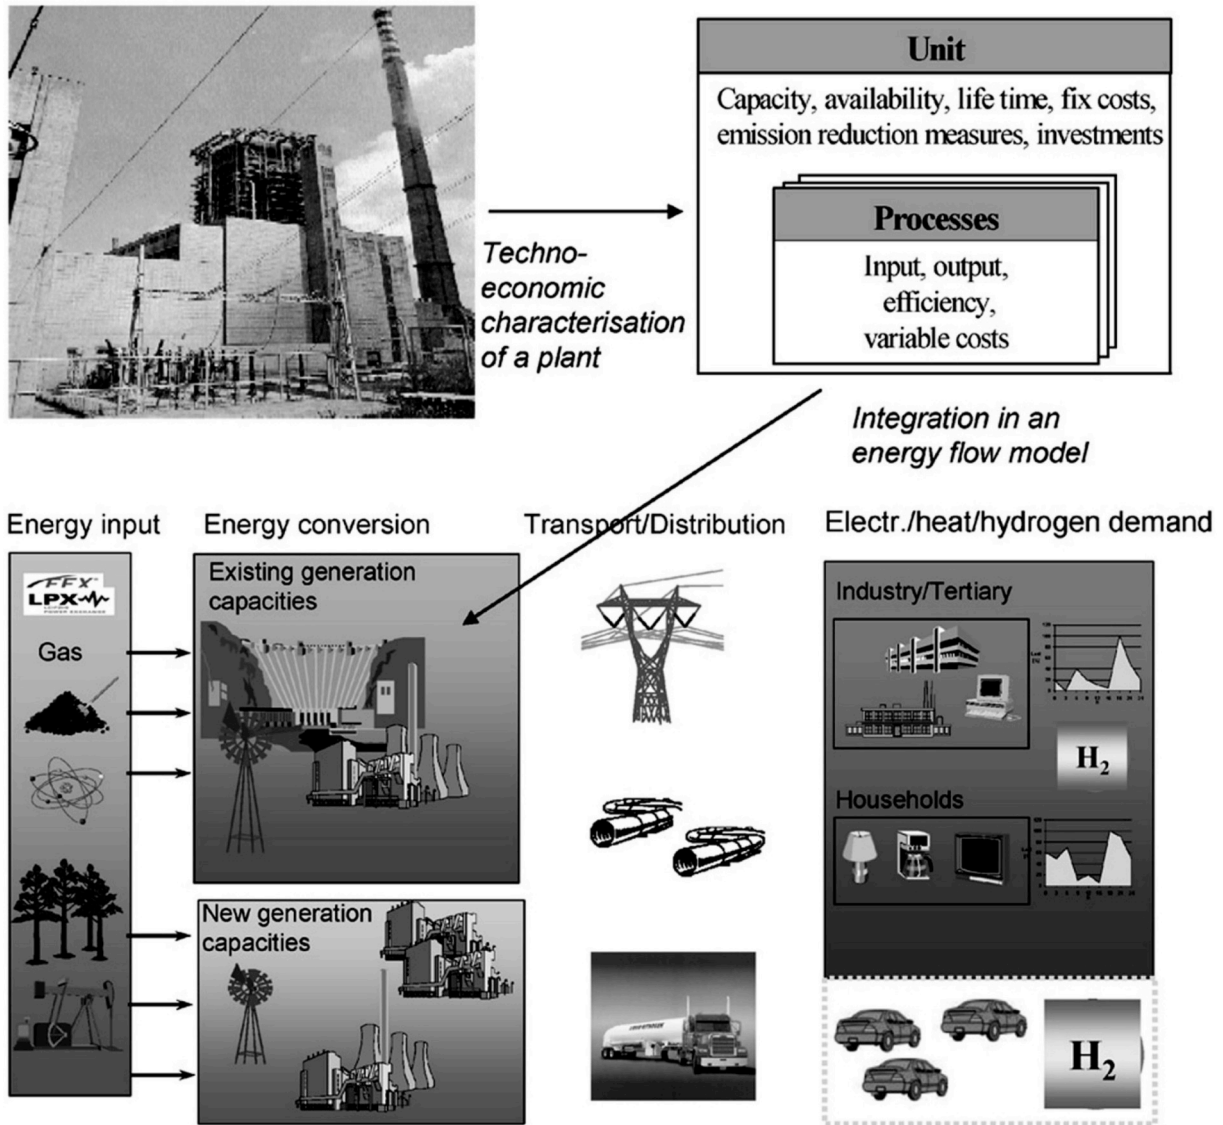 Unit
Capacity, availability, life time, fix costs,
emission reduction measures, investments
Processes
Input, output,
efficiency,
variable costs
Techno-
economic
characterisation
of a plant
Integration in an
energy flow model
Energy input
Energy conversion
Transport/Distribution
Electr./heat/hydrogen demand
LPX
POWER EXCHANGE
Gas
Existing generation
capacities
New generation
capacities
Industry/Tertiary
H2
Households
H2